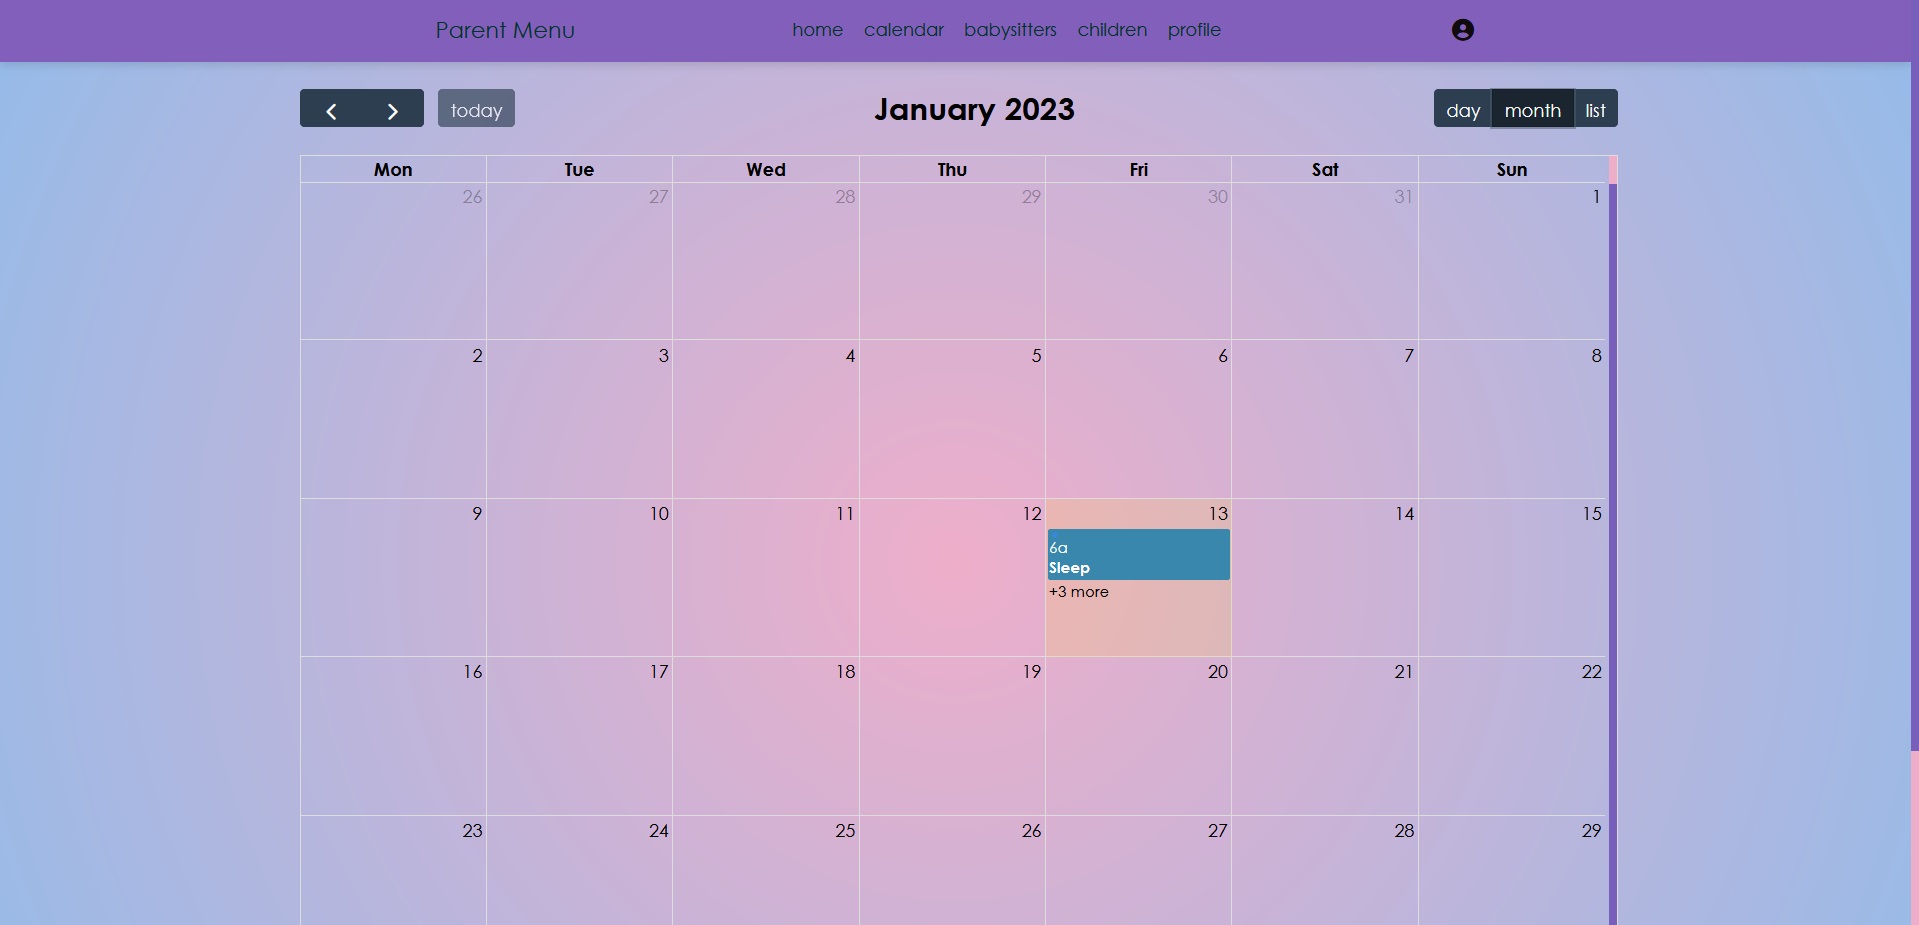 Parent Menu home calendar babysitters children profile
today January 2023 day month list
Mon Tue Wed Thu Fri Sat Sun
26 27 28 29 30 31 1
2 3 4 5 6 7 8
9 10 11 12 13 14 15
6a
Sleep
+3 more
16 17 18 19 20 21 22
23 24 25 26 27 28 29